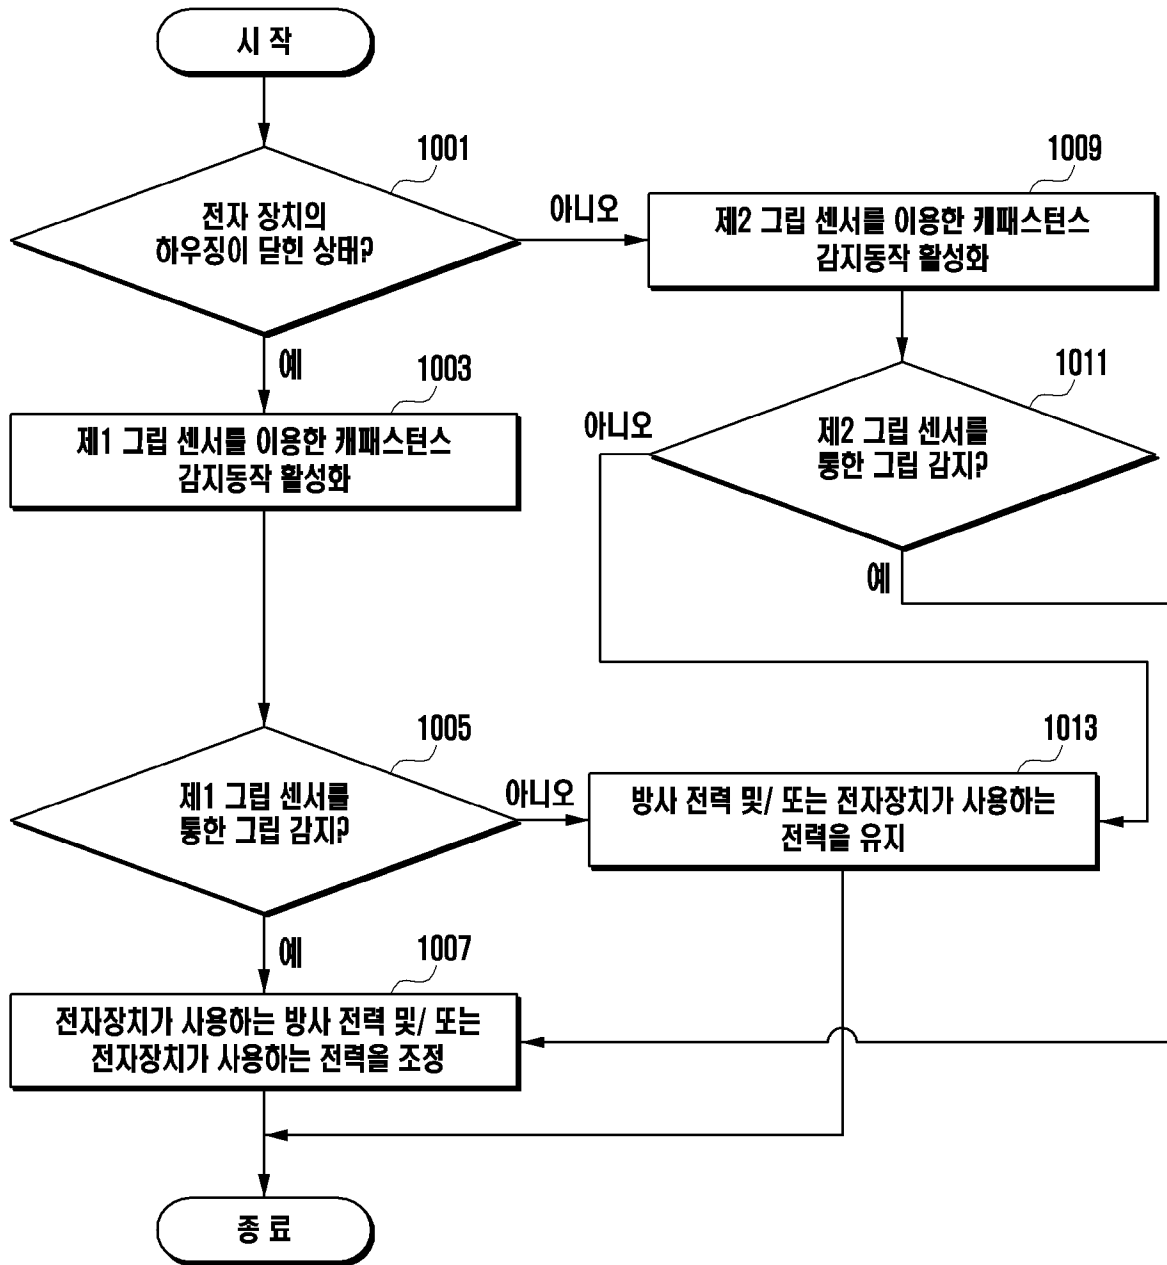 시 작
1001
전자 장치의
하우징이 닫힌 상태?
아니오
예
1009
제2 그립 센서를 이용한 캐패스턴스
감지동작 활성화
1003
제1 그립 센서를 이용한 캐패스턴스
감지동작 활성화
1011
제2 그립 센서를
통한 그립 감지?
아니오
예
1005
제1 그립 센서를
통한 그립 감지?
아니오
예
1013
방사 전력 및/ 또는 전자장치가 사용하는
전력을 유지
1007
전자장치가 사용하는 방사 전력 및/ 또는
전자장치가 사용하는 전력을 조정
종 료